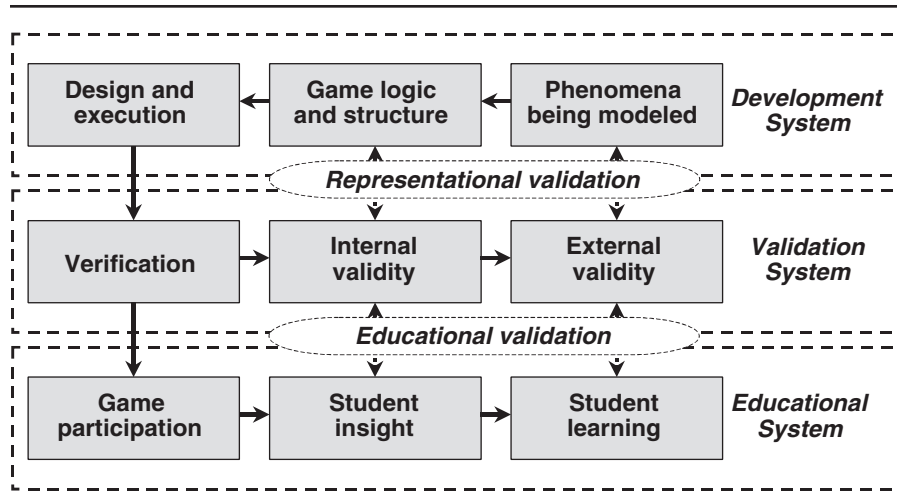 Design and
execution
Game logic
and structure
Phenomena
being modeled
Development
System
Representational validation
Verification
Internal
validity
External
validity
Validation
System
Educational validation
Game
participation
Student
insight
Student
learning
Educational
System